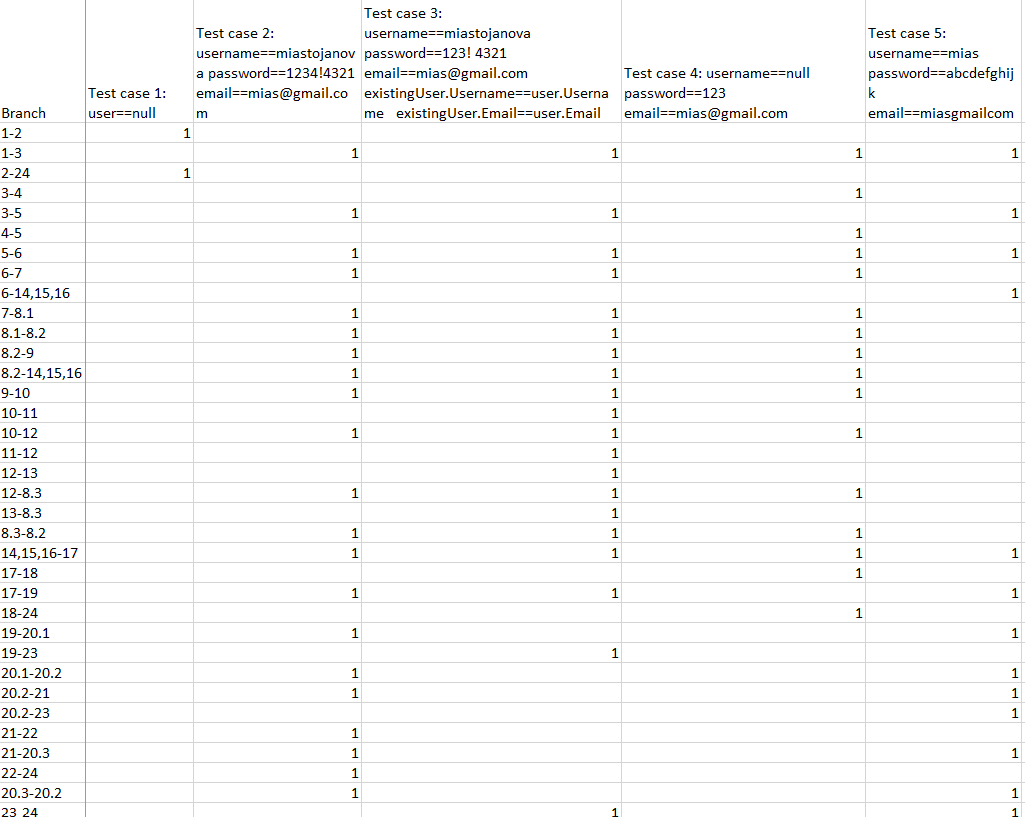 Branch
Test case 1:
user==null
Test case 2:
username==miastojanov
a password==1234!4321
email==mias@gmail.co
m
Test case 3:
username==miastojanova
password==123! 4321
email==mias@gmail.com
existingUser.Username==user.Userna
me   existingUser.Email==user.Email
Test case 4: username==null
password==123
email==mias@gmail.com
Test case 5:
username==mias
password==abcdefghij
k
email==miasgmailcom
1-2 1
1-3 1 1 1 1
2-24 1
3-4 1
3-5 1 1 1
4-5 1
5-6 1 1 1 1
6-7 1 1 1
6-14,15,16 1
7-8.1 1 1 1
8.1-8.2 1 1 1
8.2-9 1 1 1
8.2-14,15,16 1 1 1
9-10 1 1 1
10-11 1
10-12 1 1 1
11-12 1
12-13 1
12-8.3 1 1 1
13-8.3 1
8.3-8.2 1 1 1
14,15,16-17 1 1 1 1
17-18 1
17-19 1 1 1
18-24 1
19-20.1 1 1
19-23 1
20.1-20.2 1 1
20.2-21 1 1
20.2-23 1
21-22 1
21-20.3 1 1
22-24 1
20.3-20.2 1 1
23-24 1 1